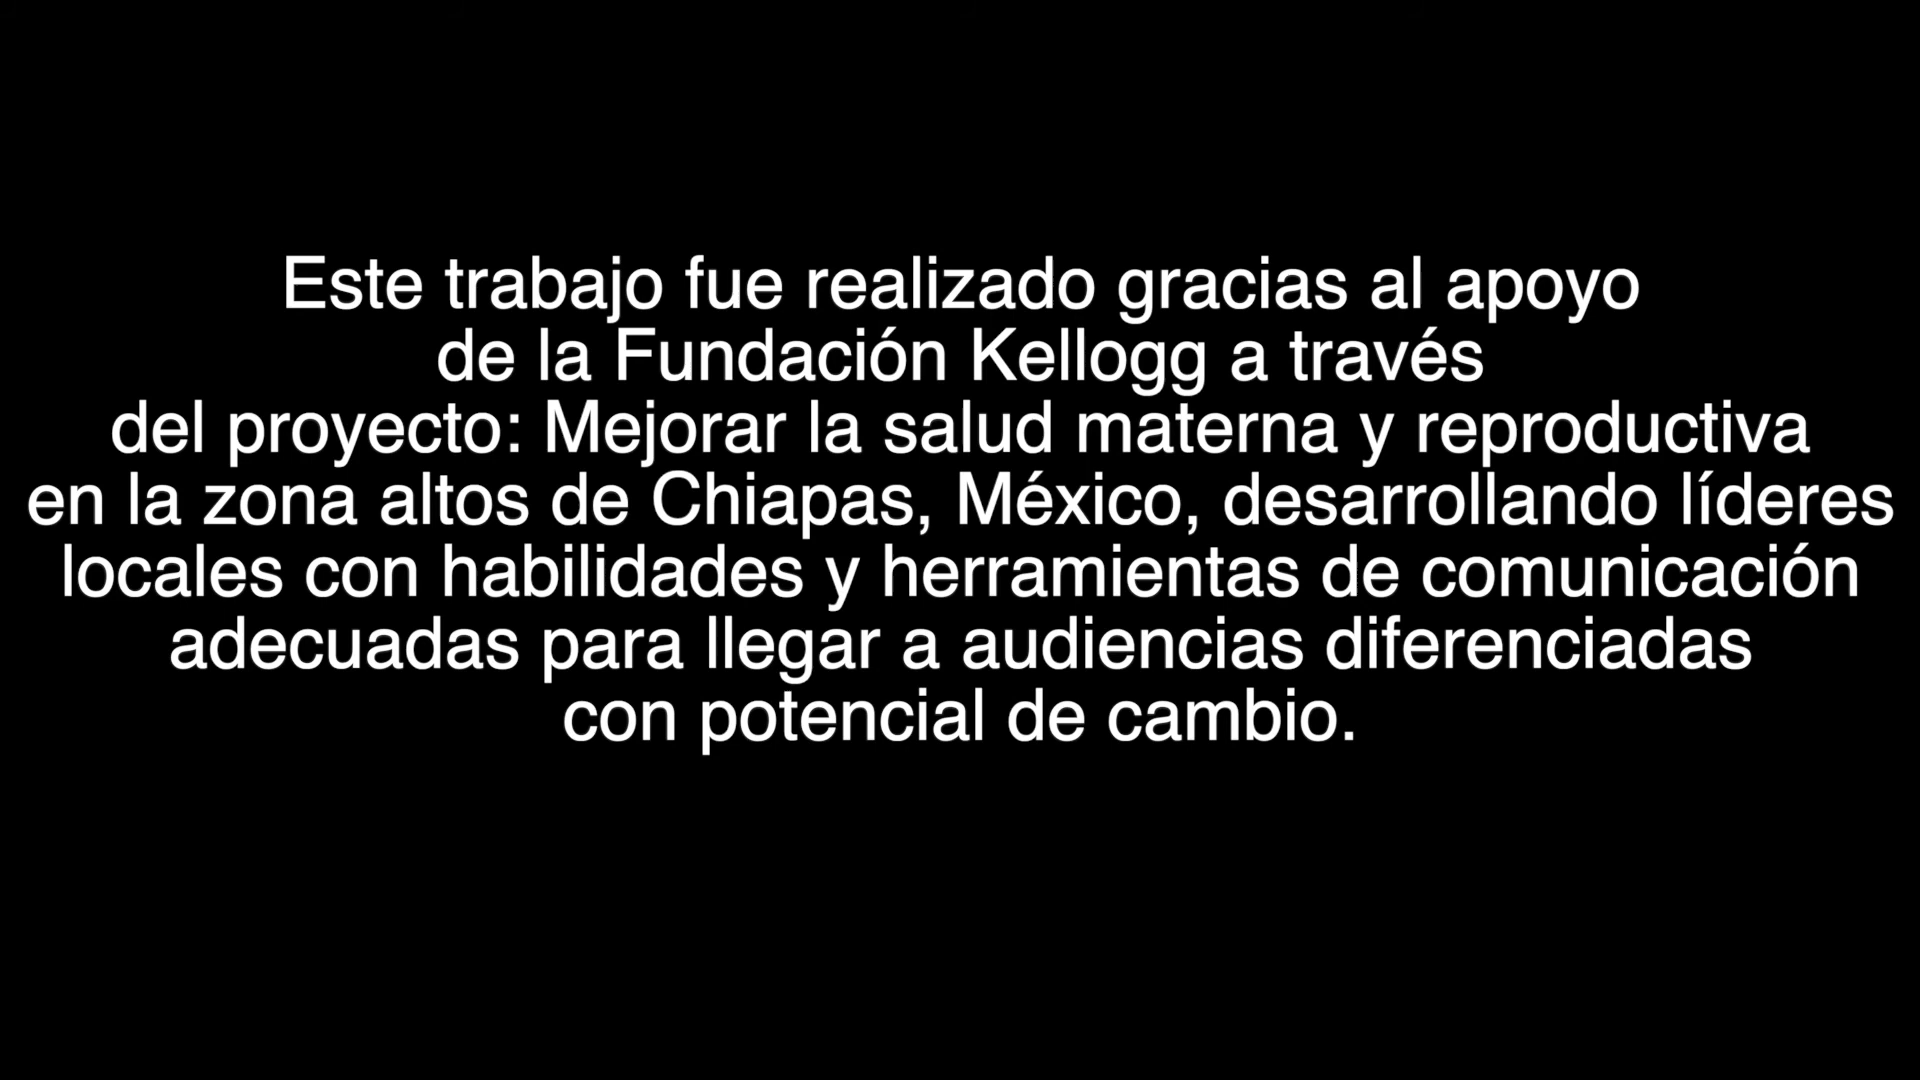 Este trabajo fue realizado gracias al apoyo
de la Fundación Kellogg a través
del proyecto: Mejorar la salud materna y reproductiva
en la zona altos de Chiapas, México, desarrollando líderes
locales con habilidades y herramientas de comunicación
adecuadas para llegar a audiencias diferenciadas
con potencial de cambio.